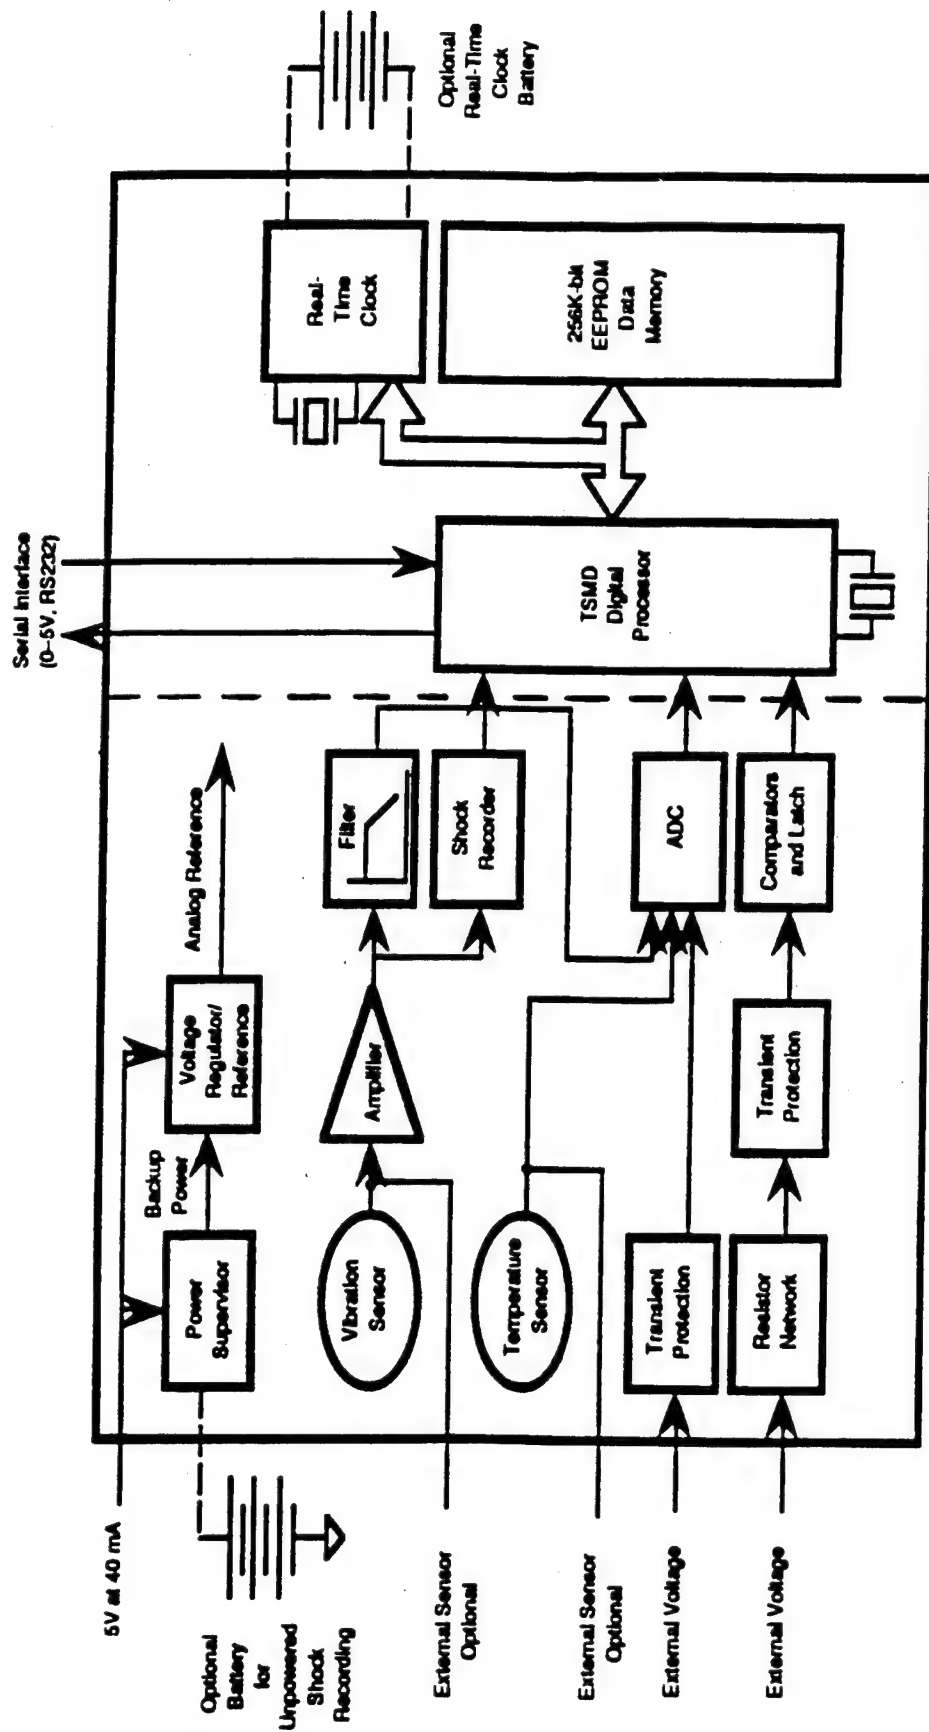 Serial Interface
(0–5V, RS232)
5V at 40 mA
Optional
Battery
for
Unpowered
Shock
Recording
Power
Supervisor
Backup
Power
Voltage
Regulator/
Reference
Analog Reference
External Sensor
Optional
Vibration
Sensor
Amplifier
Filter
Shock
Recorder
External Sensor
Optional
Temperature
Sensor
External Voltage
Transient
Protection
ADC
External Voltage
Resistor
Network
Transient
Protection
Comparators
and Latch
TSMD
Digital
Processor
Real-
Time
Clock
256K-bit
EEPROM
Data
Memory
Optional
Real-Time
Clock
Battery